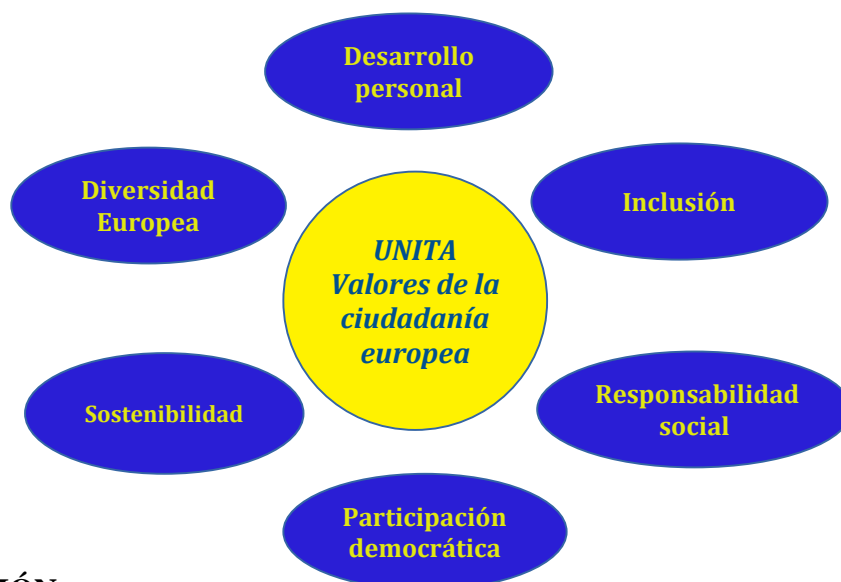 Desarrollo
personal
Diversidad
Europea
Inclusión
UNITA
Valores de la
ciudadanía
europea
Sostenibilidad
Responsabilidad
social
Participación
democrática